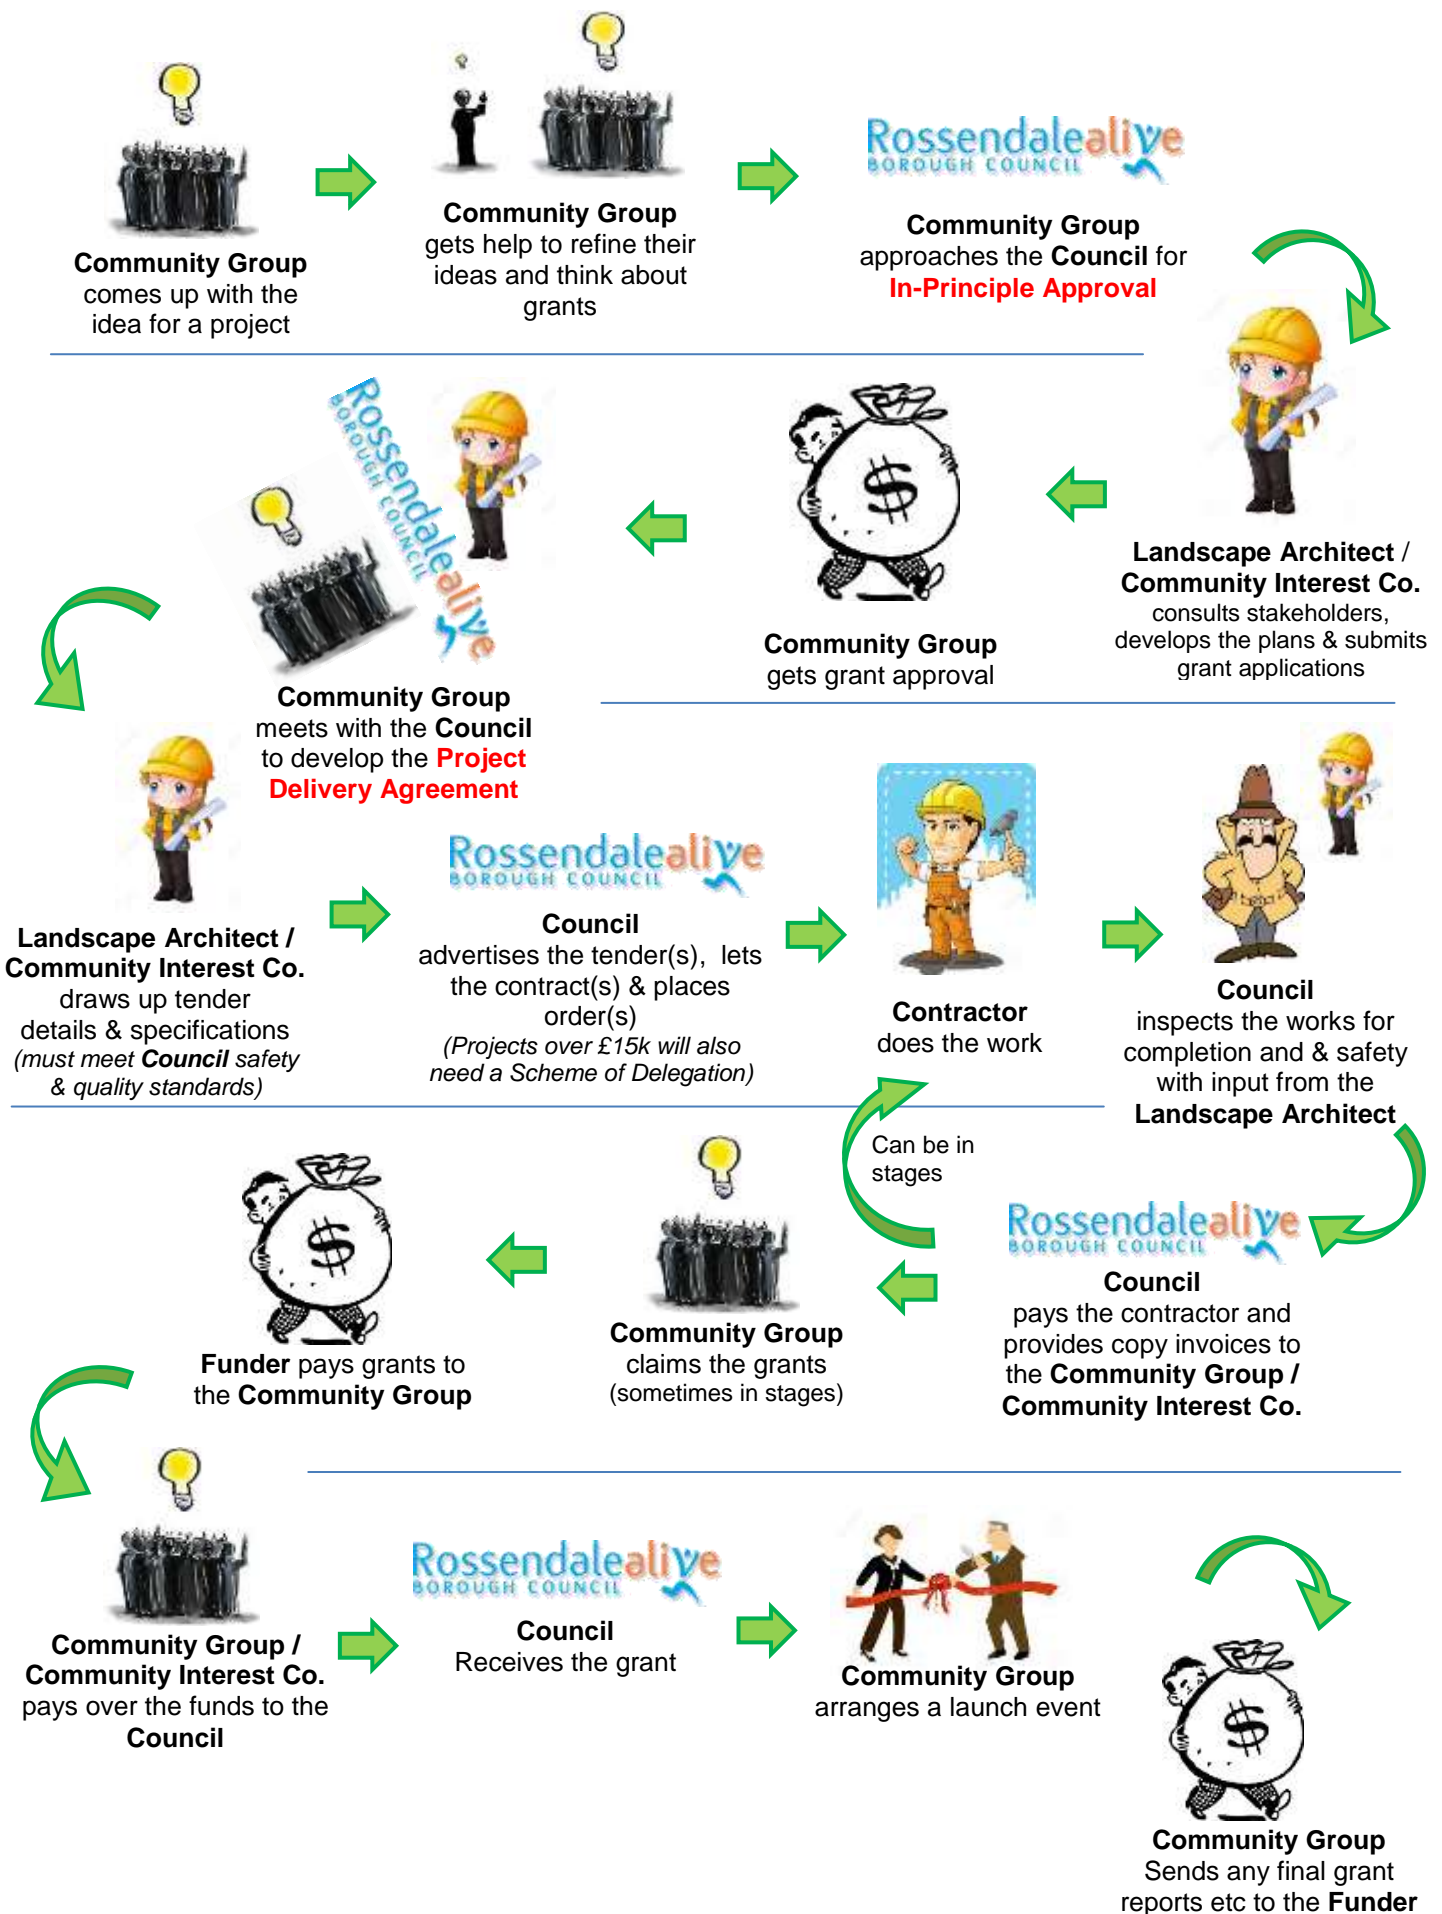 Community Group
comes up with the
idea for a project
Community Group
gets help to refine their
ideas and think about
grants
Rossendalealive
BOROUGH COUNCIL
Community Group
approaches the Council for
In-Principle Approval
Landscape Architect /
Community Interest Co.
consults stakeholders,
develops the plans & submits
grant applications
$
Community Group
gets grant approval
Rossendalealive
BOROUGH COUNCIL
Community Group
meets with the Council
to develop the Project
Delivery Agreement
Landscape Architect /
Community Interest Co.
draws up tender
details & specifications
(must meet Council safety
& quality standards)
Rossendalealive
BOROUGH COUNCIL
Council
advertises the tender(s), lets
the contract(s) & places
order(s)
(Projects over £15k will also
need a Scheme of Delegation)
Contractor
does the work
Council
inspects the works for
completion and & safety
with input from the
Landscape Architect
Can be in
stages
Rossendalealive
BOROUGH COUNCIL
Council
pays the contractor and
provides copy invoices to
the Community Group /
Community Interest Co.
Community Group
claims the grants
(sometimes in stages)
$
Funder pays grants to
the Community Group
Community Group /
Community Interest Co.
pays over the funds to the
Council
Rossendalealive
BOROUGH COUNCIL
Council
Receives the grant
Community Group
arranges a launch event
$
Community Group
Sends any final grant
reports etc to the Funder